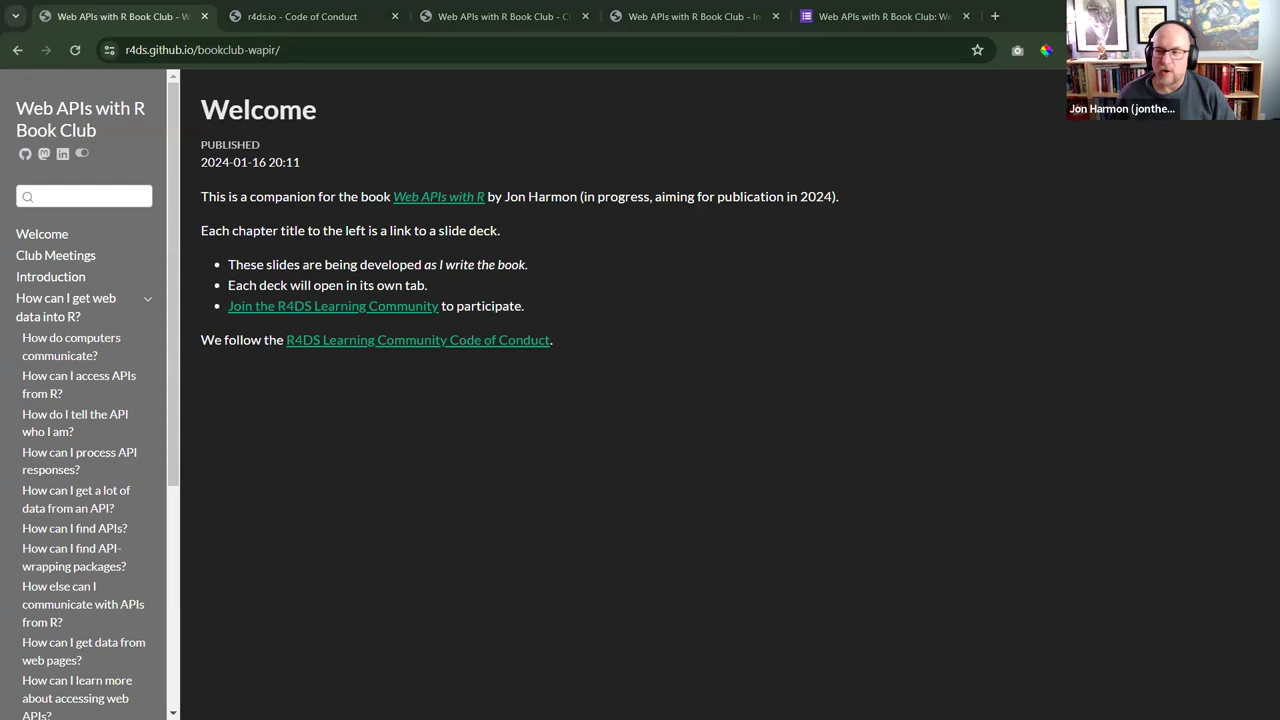 Web APIs with R Book Club - W
r4ds.io - Code of Conduct
Web APIs with R Book Club - Cl
Web APIs with R Book Club - In
Web APIs with R Book Club: We
r4ds.github.io/bookclub-wapir/
Jon Harmon (jonthe...
Web APIs with R
Book Club
Welcome
Club Meetings
Introduction
How can I get web
data into R?
How do computers
communicate?
How can I access APIs
from R?
How do I tell the API
who I am?
How can I process API
responses?
How can I get a lot of
data from an API?
How can I find APIs?
How can I find API-
wrapping packages?
How else can I
communicate with APIs
from R?
How can I get data from
web pages?
How can I learn more
about accessing web
APIs?
Welcome
PUBLISHED
2024-01-16 20:11
This is a companion for the book Web APIs with R by Jon Harmon (in progress, aiming for publication in 2024).
Each chapter title to the left is a link to a slide deck.
• These slides are being developed as I write the book.
• Each deck will open in its own tab.
• Join the R4DS Learning Community to participate.
We follow the R4DS Learning Community Code of Conduct.